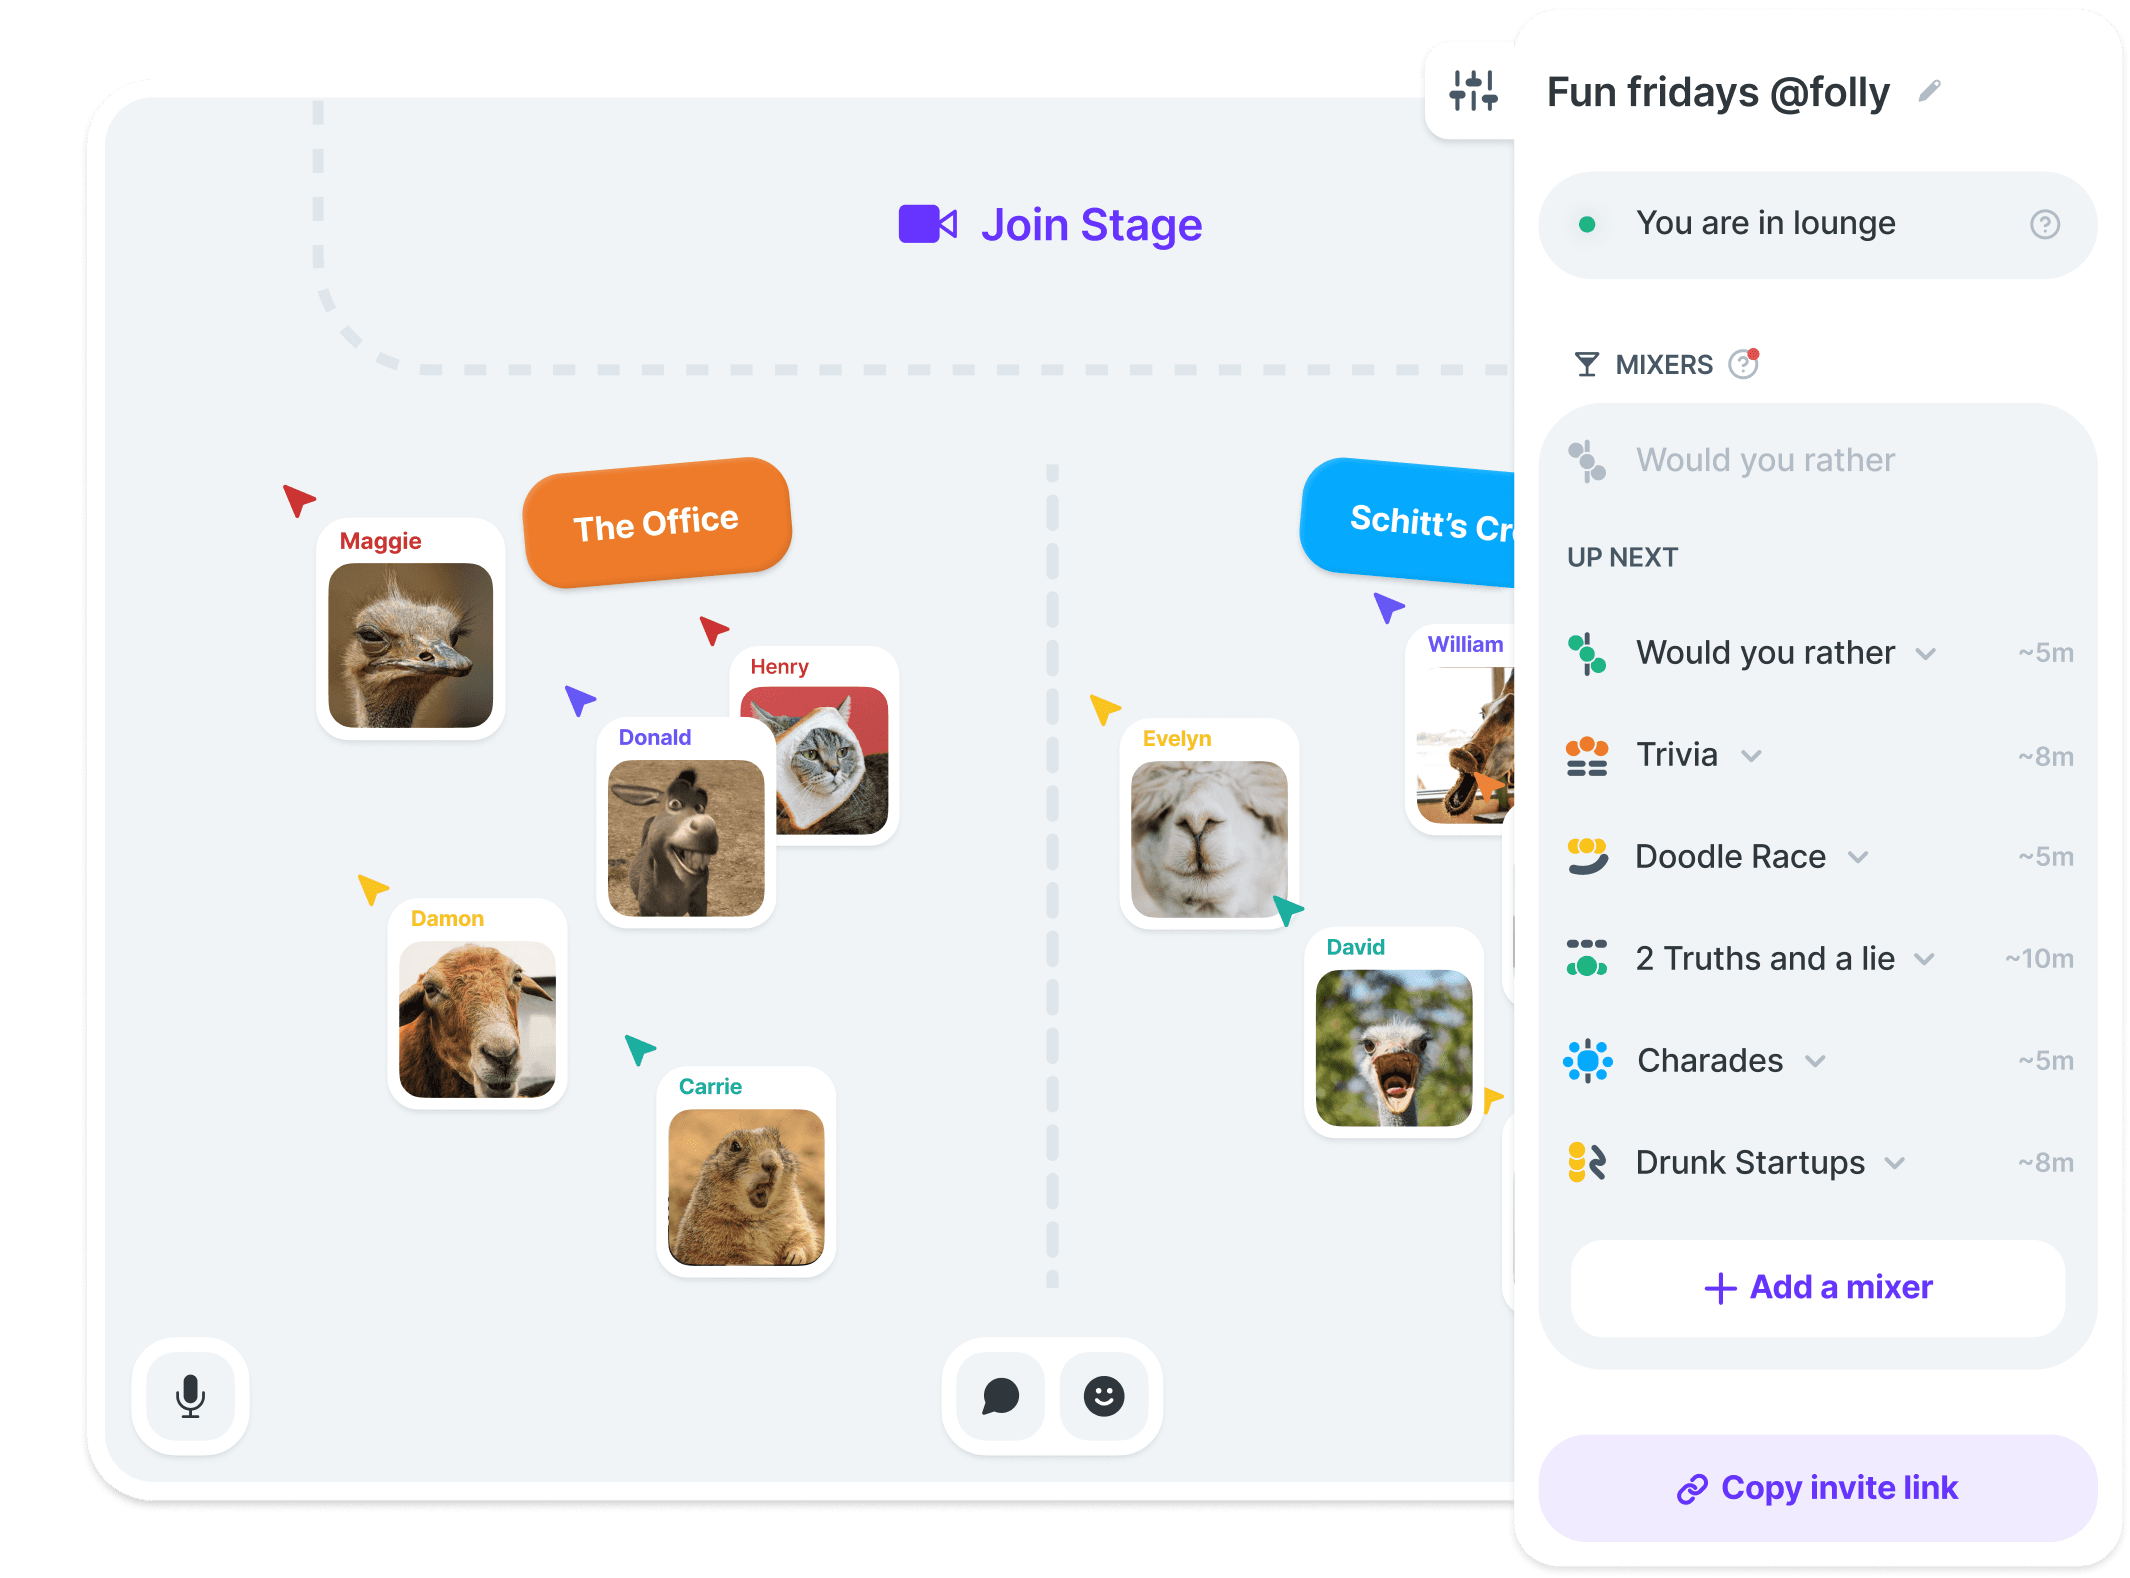 Fun fridays @folly
You are in lounge
Join Stage
MIXERS
Would you rather
UP NEXT
Would you rather ~5m
Trivia ~8m
Doodle Race ~5m
2 Truths and a lie ~10m
Charades ~5m
Drunk Startups ~8m
Add a mixer
Copy invite link
The Office
Maggie
Henry
Donald
Damon
Carrie
Schitt’s
William
Evelyn
David